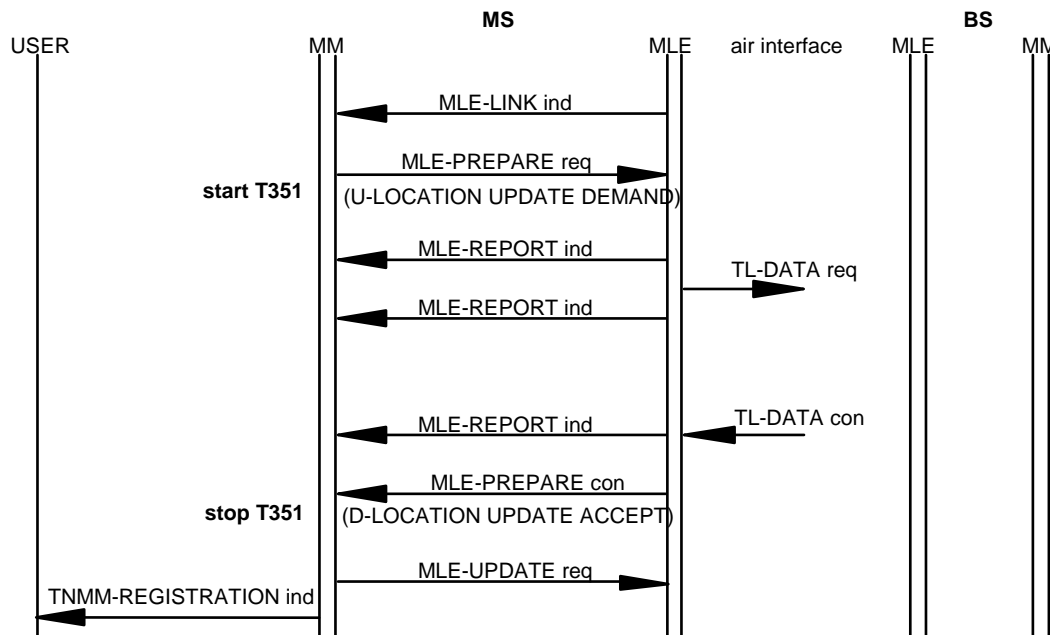 MS BS
USER MM MLE air interface MLE MM
MLE-LINK ind
MLE-PREPARE req
start T351
(U-LOCATION UPDATE DEMAND)
MLE-REPORT ind
TL-DATA req
MLE-REPORT ind
TL-DATA con
MLE-REPORT ind
MLE-PREPARE con
stop T351
(D-LOCATION UPDATE ACCEPT)
MLE-UPDATE req
TNMM-REGISTRATION ind